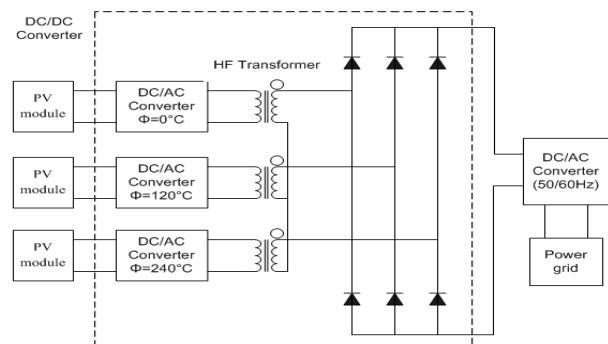 DC/DC
Converter
HF Transformer
PV
module
DC/AC
Converter
Φ=0°C
PV
module
DC/AC
Converter
Φ=120°C
PV
module
DC/AC
Converter
Φ=240°C
DC/AC
Converter
(50/60Hz)
Power
grid